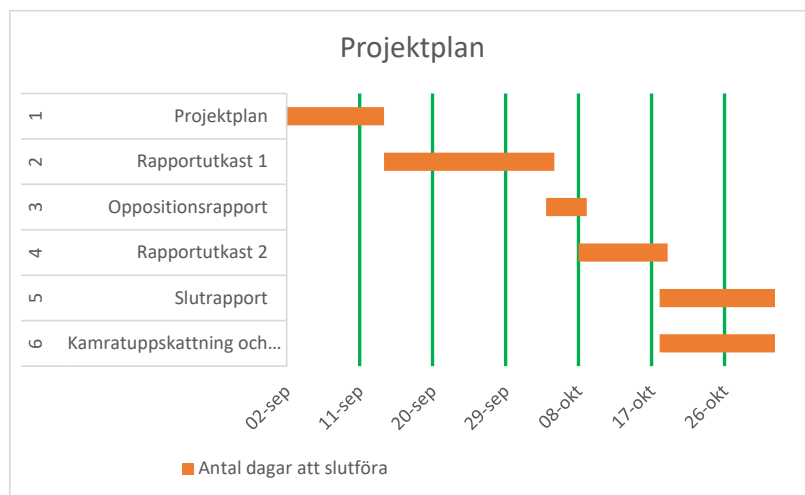 Projektplan
1 Projektplan
2 Rapportutkast 1
3 Oppositionsrapport
4 Rapportutkast 2
5 Slutrapport
6 Kamratuppskattning och...
02-sep 11-sep 20-sep 29-sep 08-okt 17-okt 26-okt
Antal dagar att slutföra